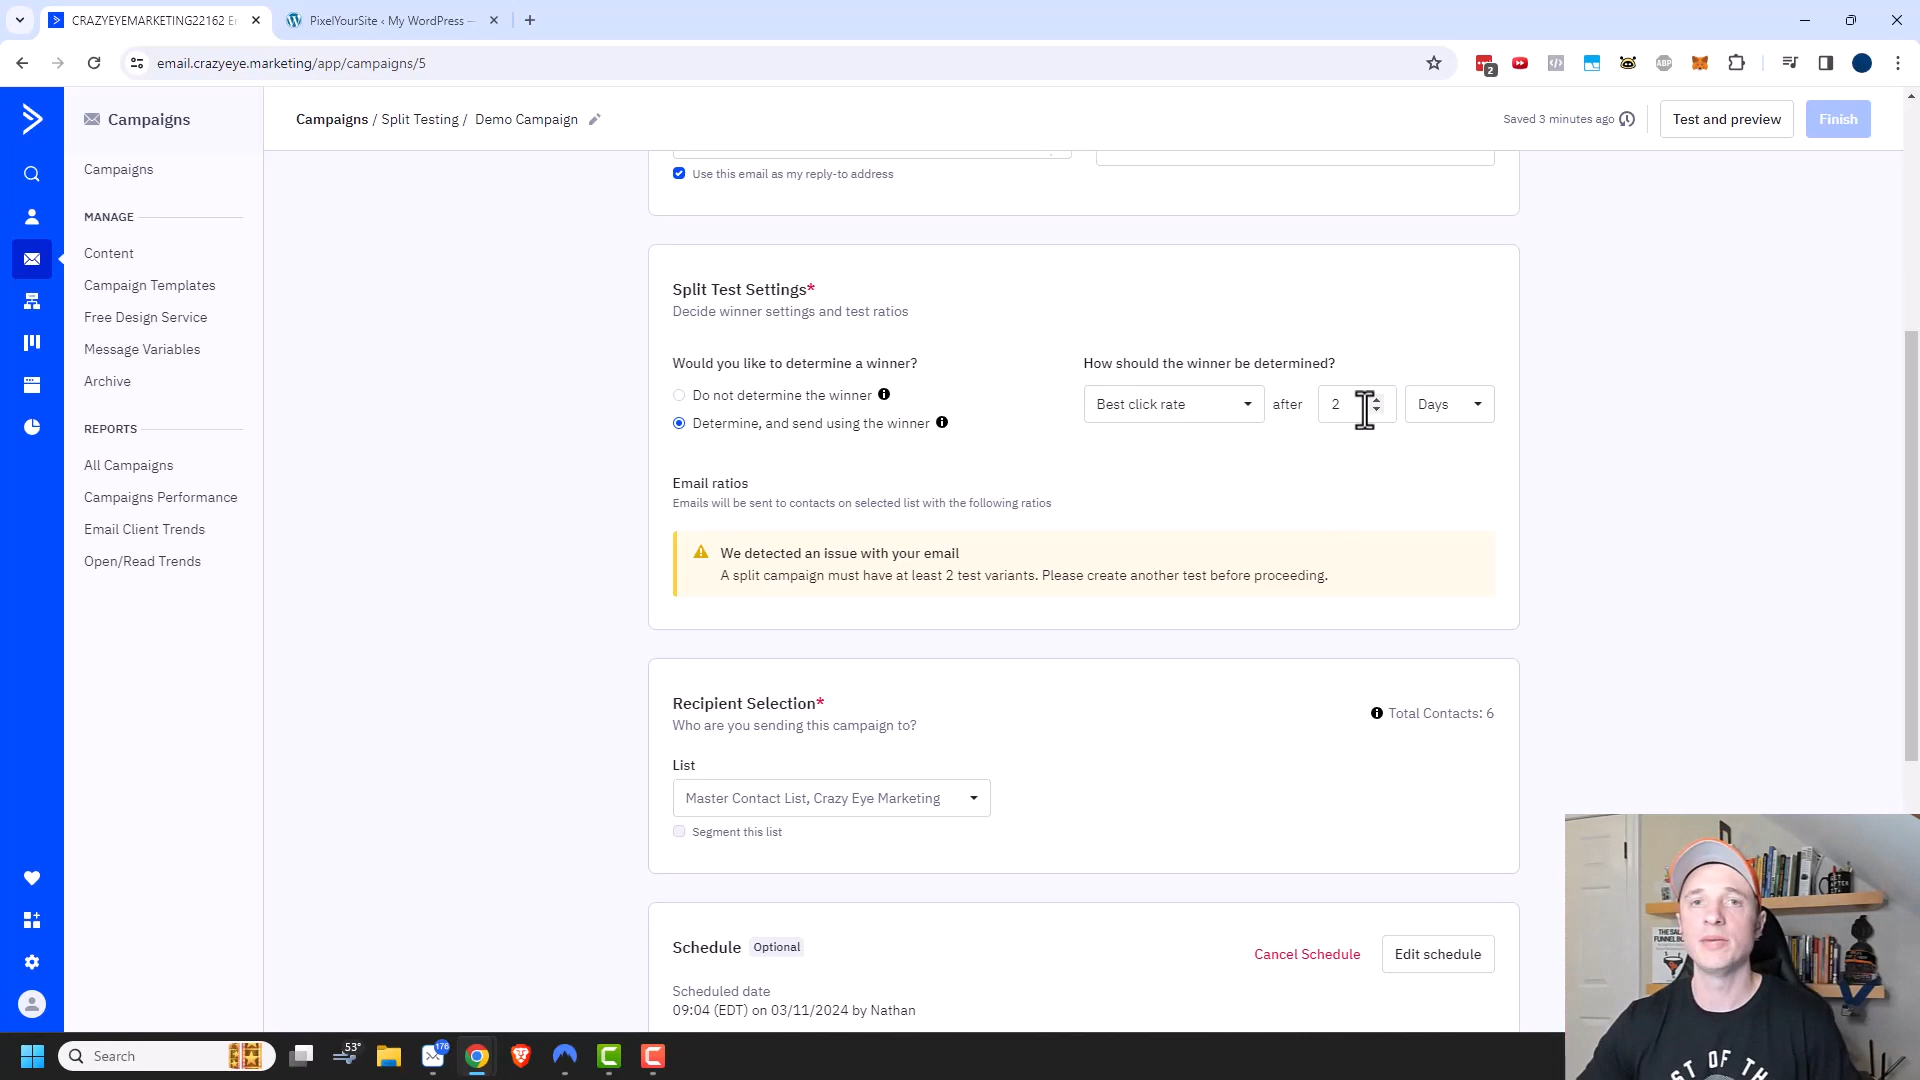 CRAZYEYEMARKETING22162 E
PixelYourSite ‹ My WordPress —
email.crazyeye.marketing/app/campaigns/5
2
ABP
Campaigns
Campaigns / Split Testing / Demo Campaign
Saved 3 minutes ago
Test and preview
Finish
Campaigns
MANAGE
Content
Campaign Templates
Free Design Service
Message Variables
Archive
REPORTS
All Campaigns
Campaigns Performance
Email Client Trends
Open/Read Trends
Use this email as my reply-to address
Split Test Settings*
Decide winner settings and test ratios
Would you like to determine a winner?
Do not determine the winner
Determine, and send using the winner
How should the winner be determined?
Best click rate
after
2
Days
Email ratios
Emails will be sent to contacts on selected list with the following ratios
We detected an issue with your email
A split campaign must have at least 2 test variants. Please create another test before proceeding.
Recipient Selection*
Who are you sending this campaign to?
Total Contacts: 6
List
Master Contact List, Crazy Eye Marketing
Segment this list
Schedule
Optional
Cancel Schedule
Edit schedule
Scheduled date
09:04 (EDT) on 03/11/2024 by Nathan
Search
53°
176